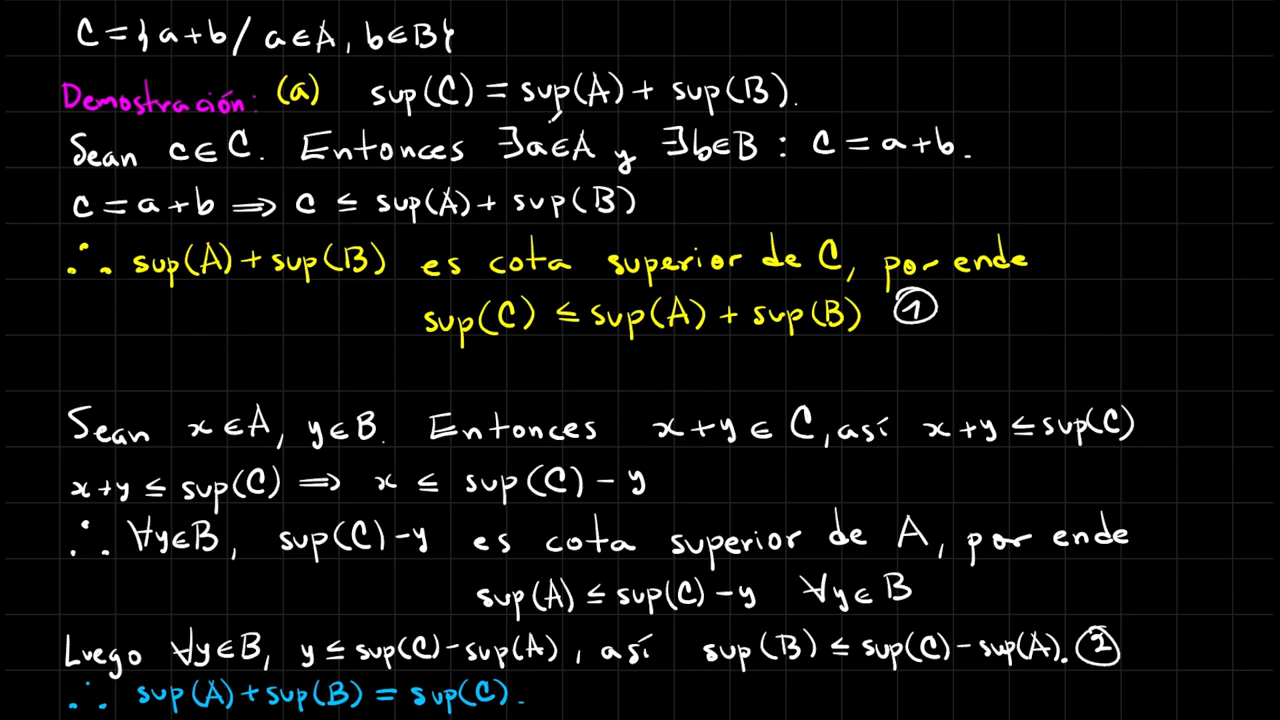 C = {a+b / a∈A, b∈B}
Demostración: (a) sup(C) = sup(A) + sup(B).
Sean c∈C. Entonces ∃a∈A y ∃b∈B : C = a+b.
c = a+b ⟹ c ≤ sup(A) + sup(B)
∴ sup(A) + sup(B) es cota superior de C, por ende
sup(C) ≤ sup(A) + sup(B) ①
Sean x∈A, y∈B. Entonces x+y ∈ C, así x+y ≤ sup(C)
x+y ≤ sup(C) ⟹ x ≤ sup(C) - y
∴ ∀y∈B, sup(C)-y es cota superior de A, por ende
sup(A) ≤ sup(C) - y ∀y∈B
Luego ∀y∈B, y ≤ sup(C) - sup(A), así sup(B) ≤ sup(C) - sup(A). ②
∴ sup(A) + sup(B) = sup(C).